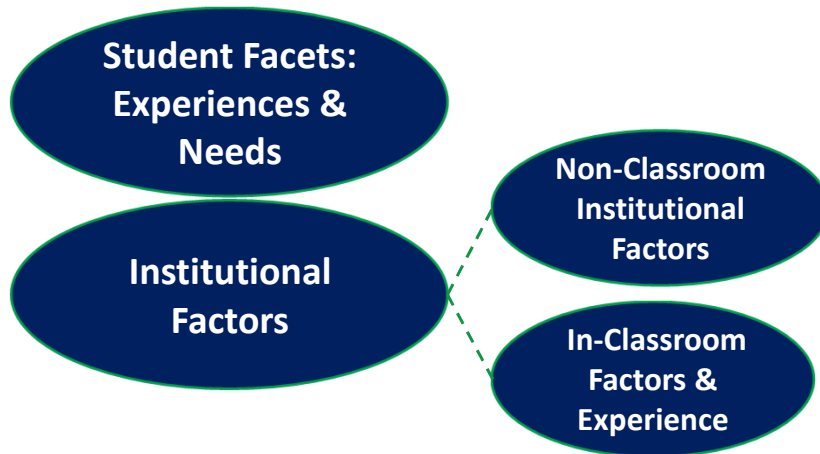 Student Facets:
Experiences &
Needs
Institutional
Factors
Non-Classroom
Institutional
Factors
In-Classroom
Factors &
Experience